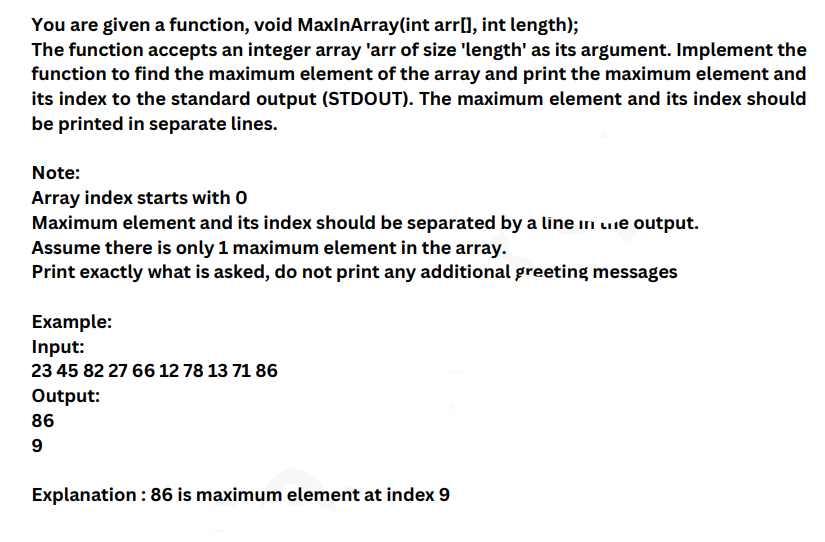 You are given a function, void MaxInArray(int arr[], int length);
The function accepts an integer array 'arr of size 'length' as its argument. Implement the
function to find the maximum element of the array and print the maximum element and
its index to the standard output (STDOUT). The maximum element and its index should
be printed in separate lines.
Note:
Array index starts with 0
Maximum element and its index should be separated by a line in the output.
Assume there is only 1 maximum element in the array.
Print exactly what is asked, do not print any additional greeting messages
Example:
Input:
23 45 82 27 66 12 78 13 71 86
Output:
86
9
Explanation : 86 is maximum element at index 9